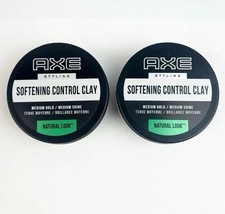 AXE
STYLING
SOFTENING CONTROL CLAY
MEDIUM HOLD / MEDIUM SHINE
TENUE MOYENNE / BRILLANCE MOYENNE
NATURAL LOOK
AXE
STYLING
SOFTENING CONTROL CLAY
MEDIUM HOLD / MEDIUM SHINE
TENUE MOYENNE / BRILLANCE MOYENNE
NATURAL LOOK